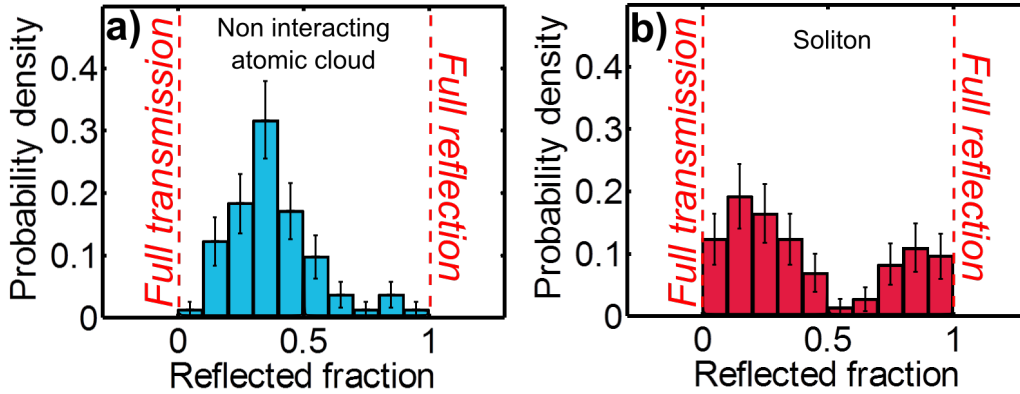 a)
Non interacting
atomic cloud
Probability density
0.4
0.3
0.2
0.1
0
Full transmission
Full reflection
0
0.5
1
Reflected fraction
b)
Soliton
Probability density
0.4
0.3
0.2
0.1
0
Full transmission
Full reflection
0
0.5
1
Reflected fraction